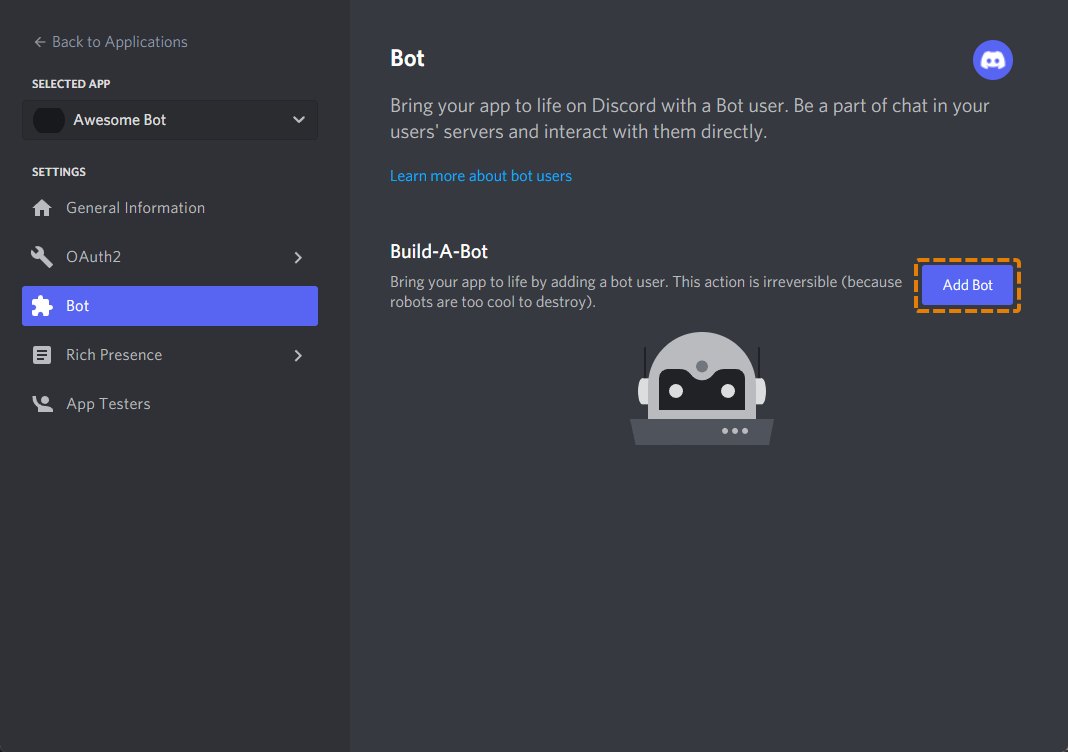 Back to Applications
SELECTED APP
Awesome Bot
SETTINGS
General Information
OAuth2
Bot
Rich Presence
App Testers
Bot
Bring your app to life on Discord with a Bot user. Be a part of chat in your
users' servers and interact with them directly.
Learn more about bot users
Build-A-Bot
Bring your app to life by adding a bot user. This action is irreversible (because
robots are too cool to destroy).
Add Bot